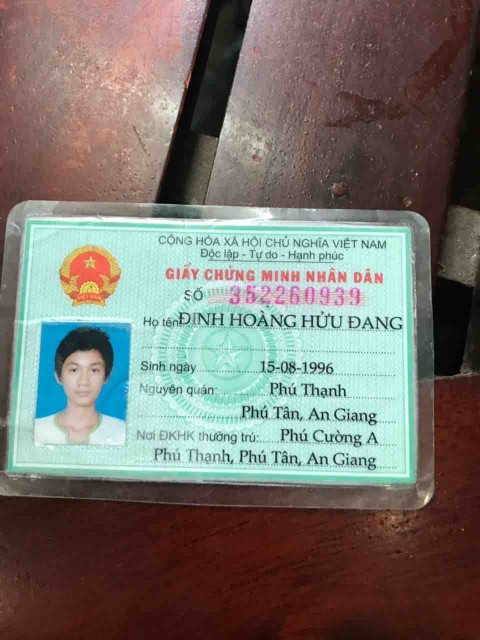 CỘNG HÒA XÃ HỘI CHỦ NGHĨA VIỆT NAM
Độc lập - Tự do - Hạnh phúc
GIẤY CHỨNG MINH NHÂN DÂN
SỐ 352260939
Họ tên ĐINH HOÀNG HỮU ĐANG
Sinh ngày 15-08-1996
Nguyên quán: Phú Thạnh
Phú Tân, An Giang
Nơi ĐKHK thường trú: Phú Cường A
Phú Thạnh, Phú Tân, An Giang
VIỆT NAM